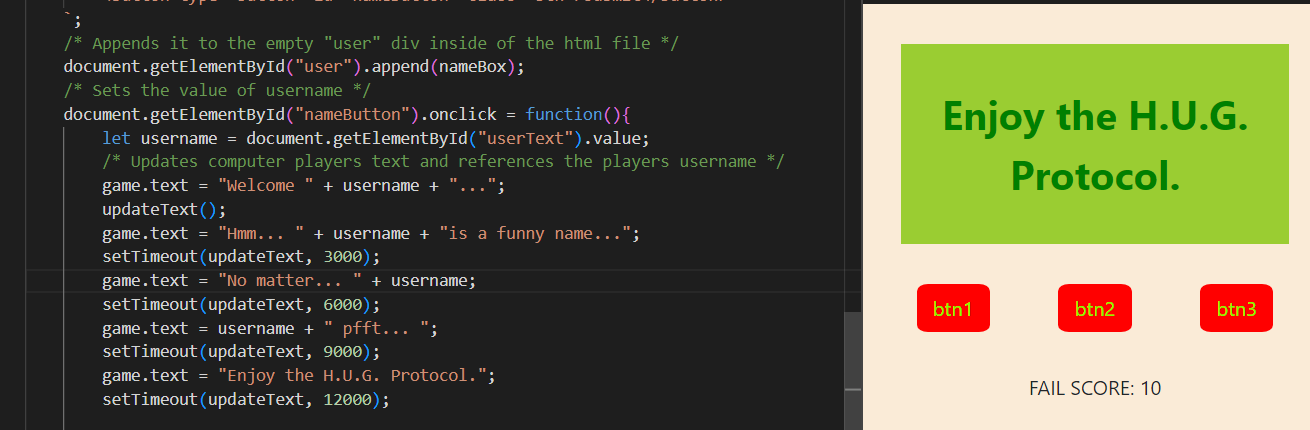 `;
/* Appends it to the empty "user" div inside of the html file */
document.getElementById("user").append(nameBox);
/* Sets the value of username */
document.getElementById("nameButton").onclick = function(){
let username = document.getElementById("userText").value;
/* Updates computer players text and references the players username */
game.text = "Welcome " + username + "...";
updateText();
game.text = "Hmm... " + username + "is a funny name...";
setTimeout(updateText, 3000);
game.text = "No matter... " + username;
setTimeout(updateText, 6000);
game.text = username + " pfft... ";
setTimeout(updateText, 9000);
game.text = "Enjoy the H.U.G. Protocol.";
setTimeout(updateText, 12000);
Enjoy the H.U.G.
Protocol.
btn1 btn2 btn3
FAIL SCORE: 10